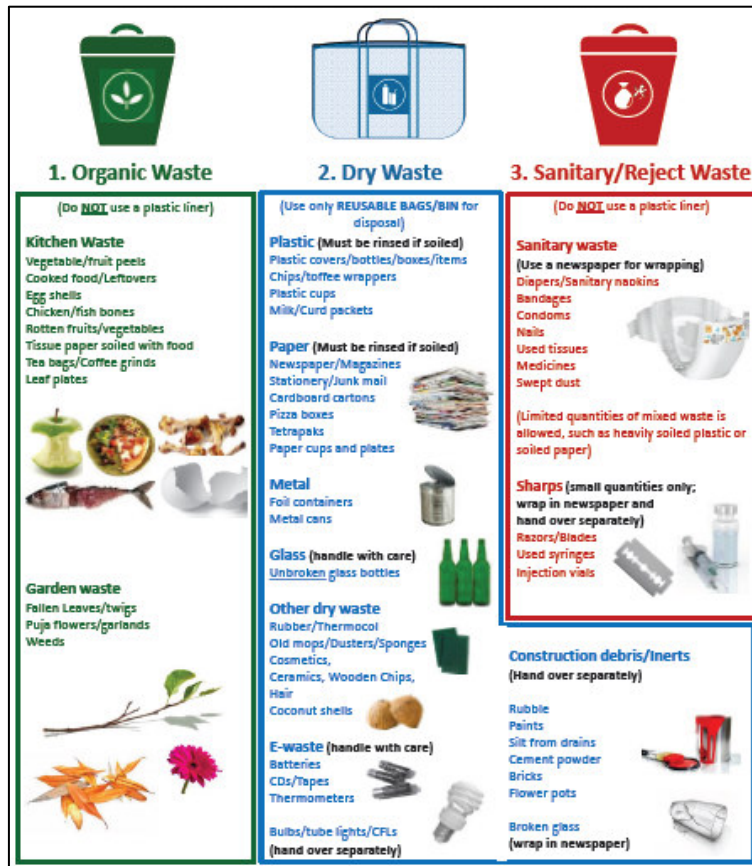 1. Organic Waste
(Do NOT use a plastic liner)
Kitchen Waste
Vegetable/fruit peels
Cooked food/Leftovers
Egg shells
Chicken/fish bones
Rotten fruits/vegetables
Tissue paper soiled with food
Tea bags/Coffee grinds
Leaf plates
Garden waste
Fallen Leaves/twigs
Puja flowers/garlands
Weeds
2. Dry Waste
(Use only REUSABLE BAGS/BIN for
disposal)
Plastic (Must be rinsed if soiled)
Plastic covers/bottles/boxes/items
Chips/toffee wrappers
Plastic cups
Milk/Curd packets
Paper (Must be rinsed if soiled)
Newspaper/Magazines
Stationery/Junk mail
Cardboard cartons
Pizza boxes
Tetrapaks
Paper cups and plates
Metal
Foil containers
Metal cans
Glass (handle with care)
Unbroken glass bottles
Other dry waste
Rubber/Thermocol
Old mops/Dusters/Sponges
Cosmetics,
Ceramics, Wooden Chips,
Hair
Coconut shells
E-waste (handle with care)
Batteries
CDs/Tapes
Thermometers
Bulbs/tube lights/CFLs
(hand over separately)
3. Sanitary/Reject Waste
(Do NOT use a plastic liner)
Sanitary waste
(Use a newspaper for wrapping)
Diapers/Sanitary napkins
Bandages
Condoms
Nails
Used tissues
Medicines
Swept dust
(Limited quantities of mixed waste is
allowed, such as heavily soiled plastic or
soiled paper)
Sharps (small quantities only;
wrap in newspaper and
hand over separately)
Razors/Blades
Used syringes
Injection vials
Construction debris/Inerts
(Hand over separately)
Rubble
Paints
Silt from drains
Cement powder
Bricks
Flower pots
Broken glass
(wrap in newspaper)